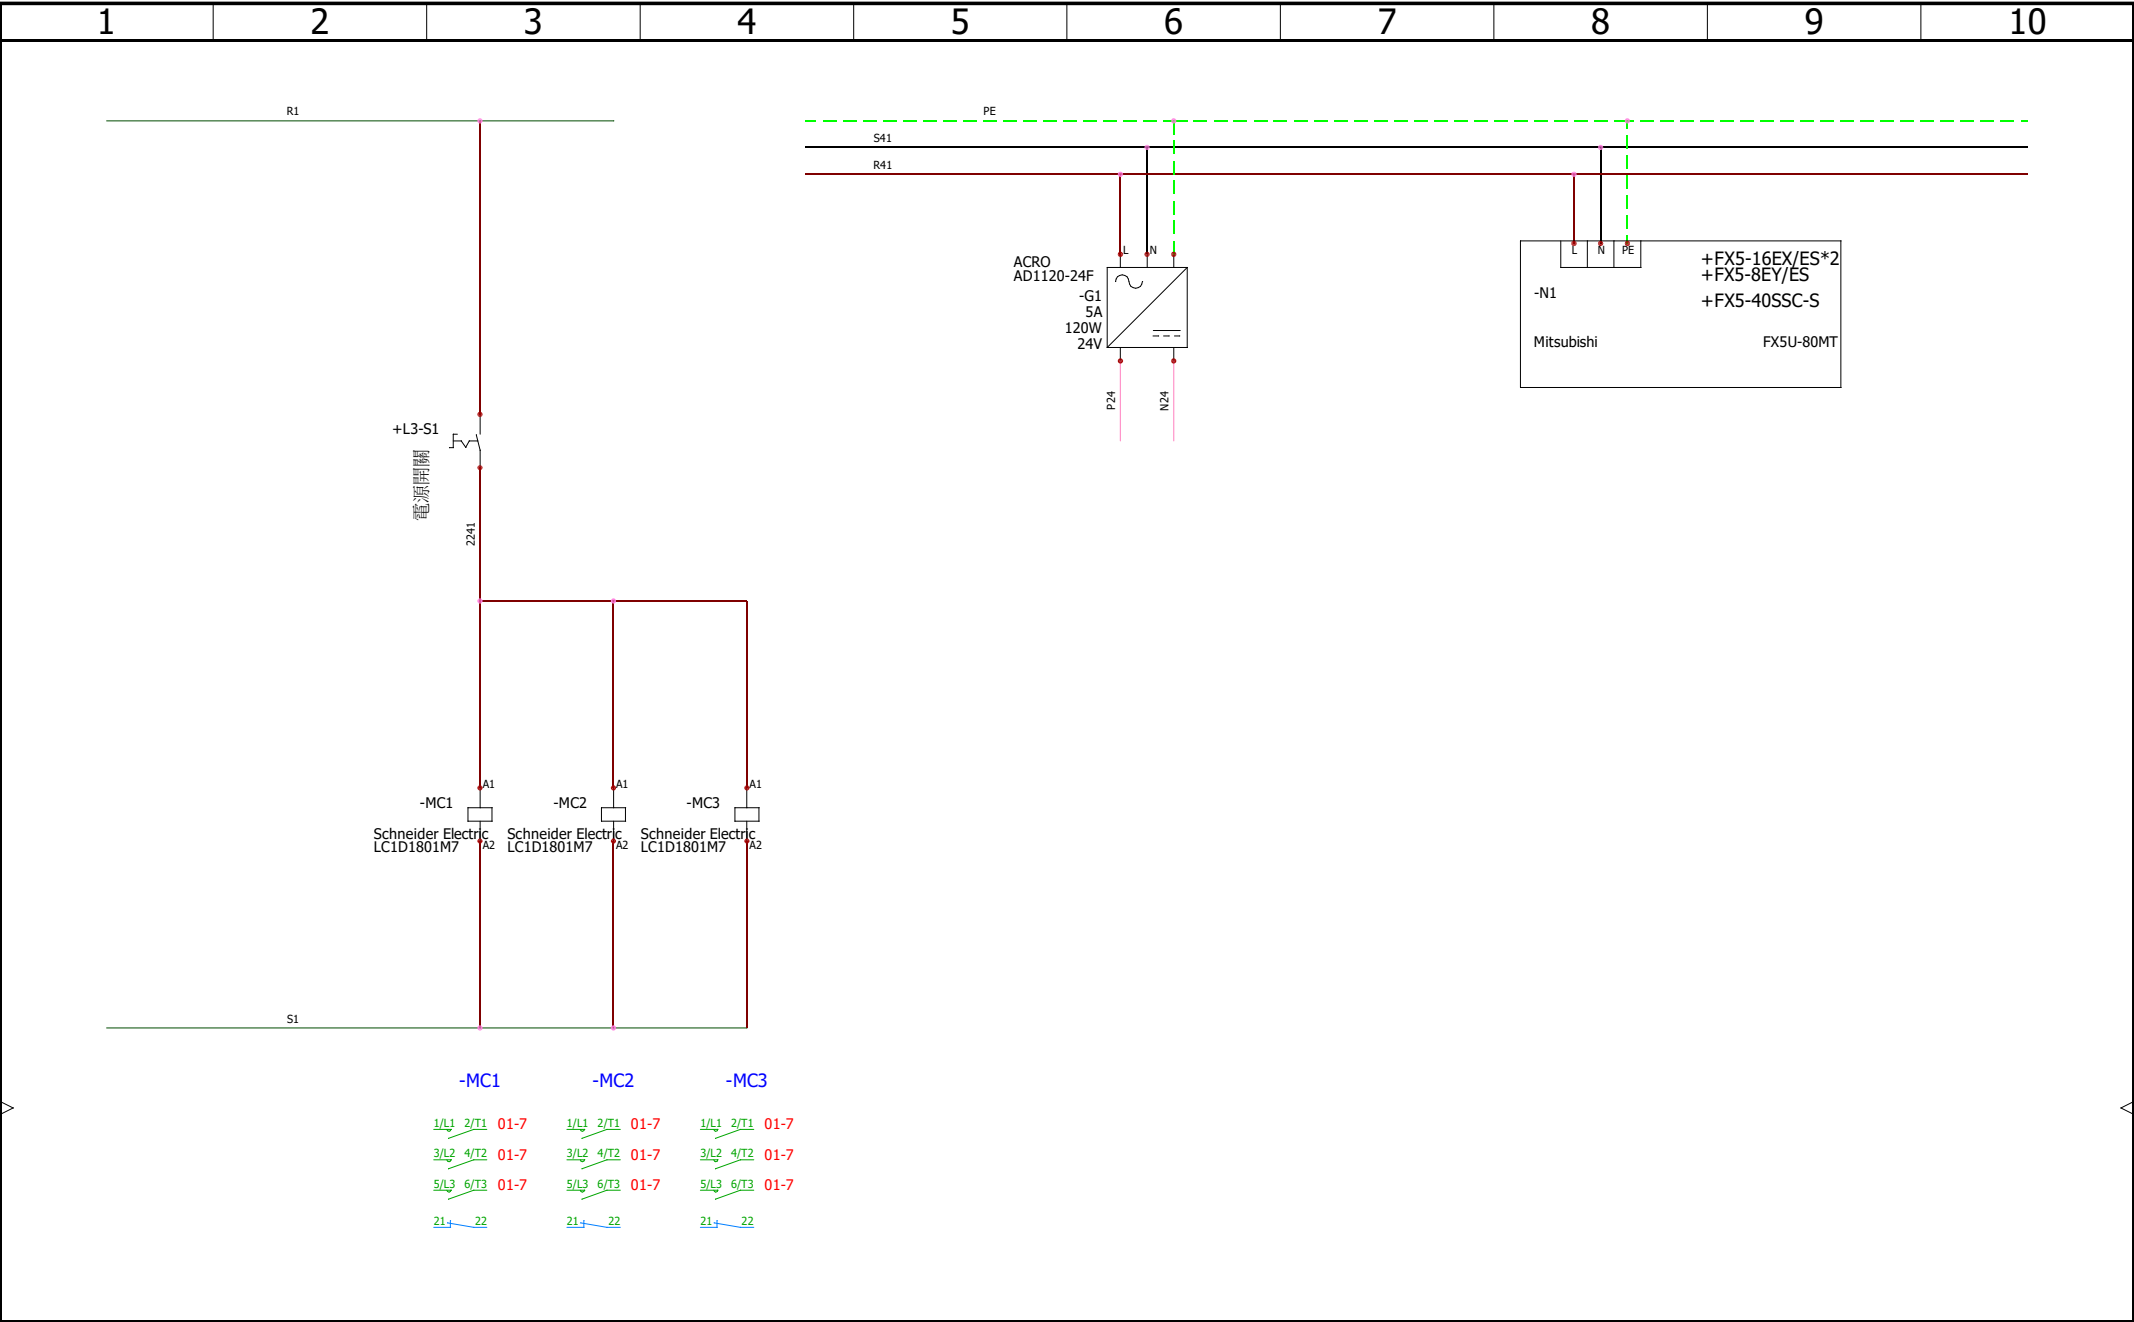 1 2 3 4 5 6 7 8 9 10
R1
PE
S41
R41
L N
ACRO
AD1120-24F
-G1
5A
120W
24V
P24 N24
L N PE
+FX5-16EX/ES*2
+FX5-8EY/ES
+FX5-40SSC-S
-N1
Mitsubishi FX5U-80MT
+L3-S1
電源開關
2241
A1 A1 A1
-MC1 -MC2 -MC3
Schneider Electric Schneider Electric Schneider Electric
LC1D1801M7 LC1D1801M7 LC1D1801M7
A2 A2 A2
S1
-MC1 -MC2 -MC3
1/L1 2/T1 01-7 1/L1 2/T1 01-7 1/L1 2/T1 01-7
3/L2 4/T2 01-7 3/L2 4/T2 01-7 3/L2 4/T2 01-7
5/L3 6/T3 01-7 5/L3 6/T3 01-7 5/L3 6/T3 01-7
21 22 21 22 21 22